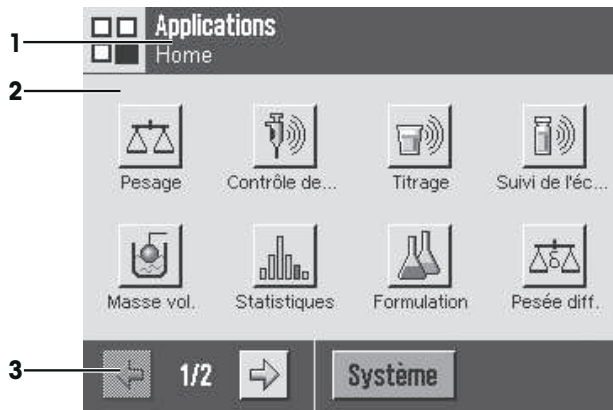 1
Applications
Home
2
Pesage
Contrôle de...
Titrage
Suivi de l'éc...
Masse vol.
Statistiques
Formulation
Pesée diff.
3
1/2
Système